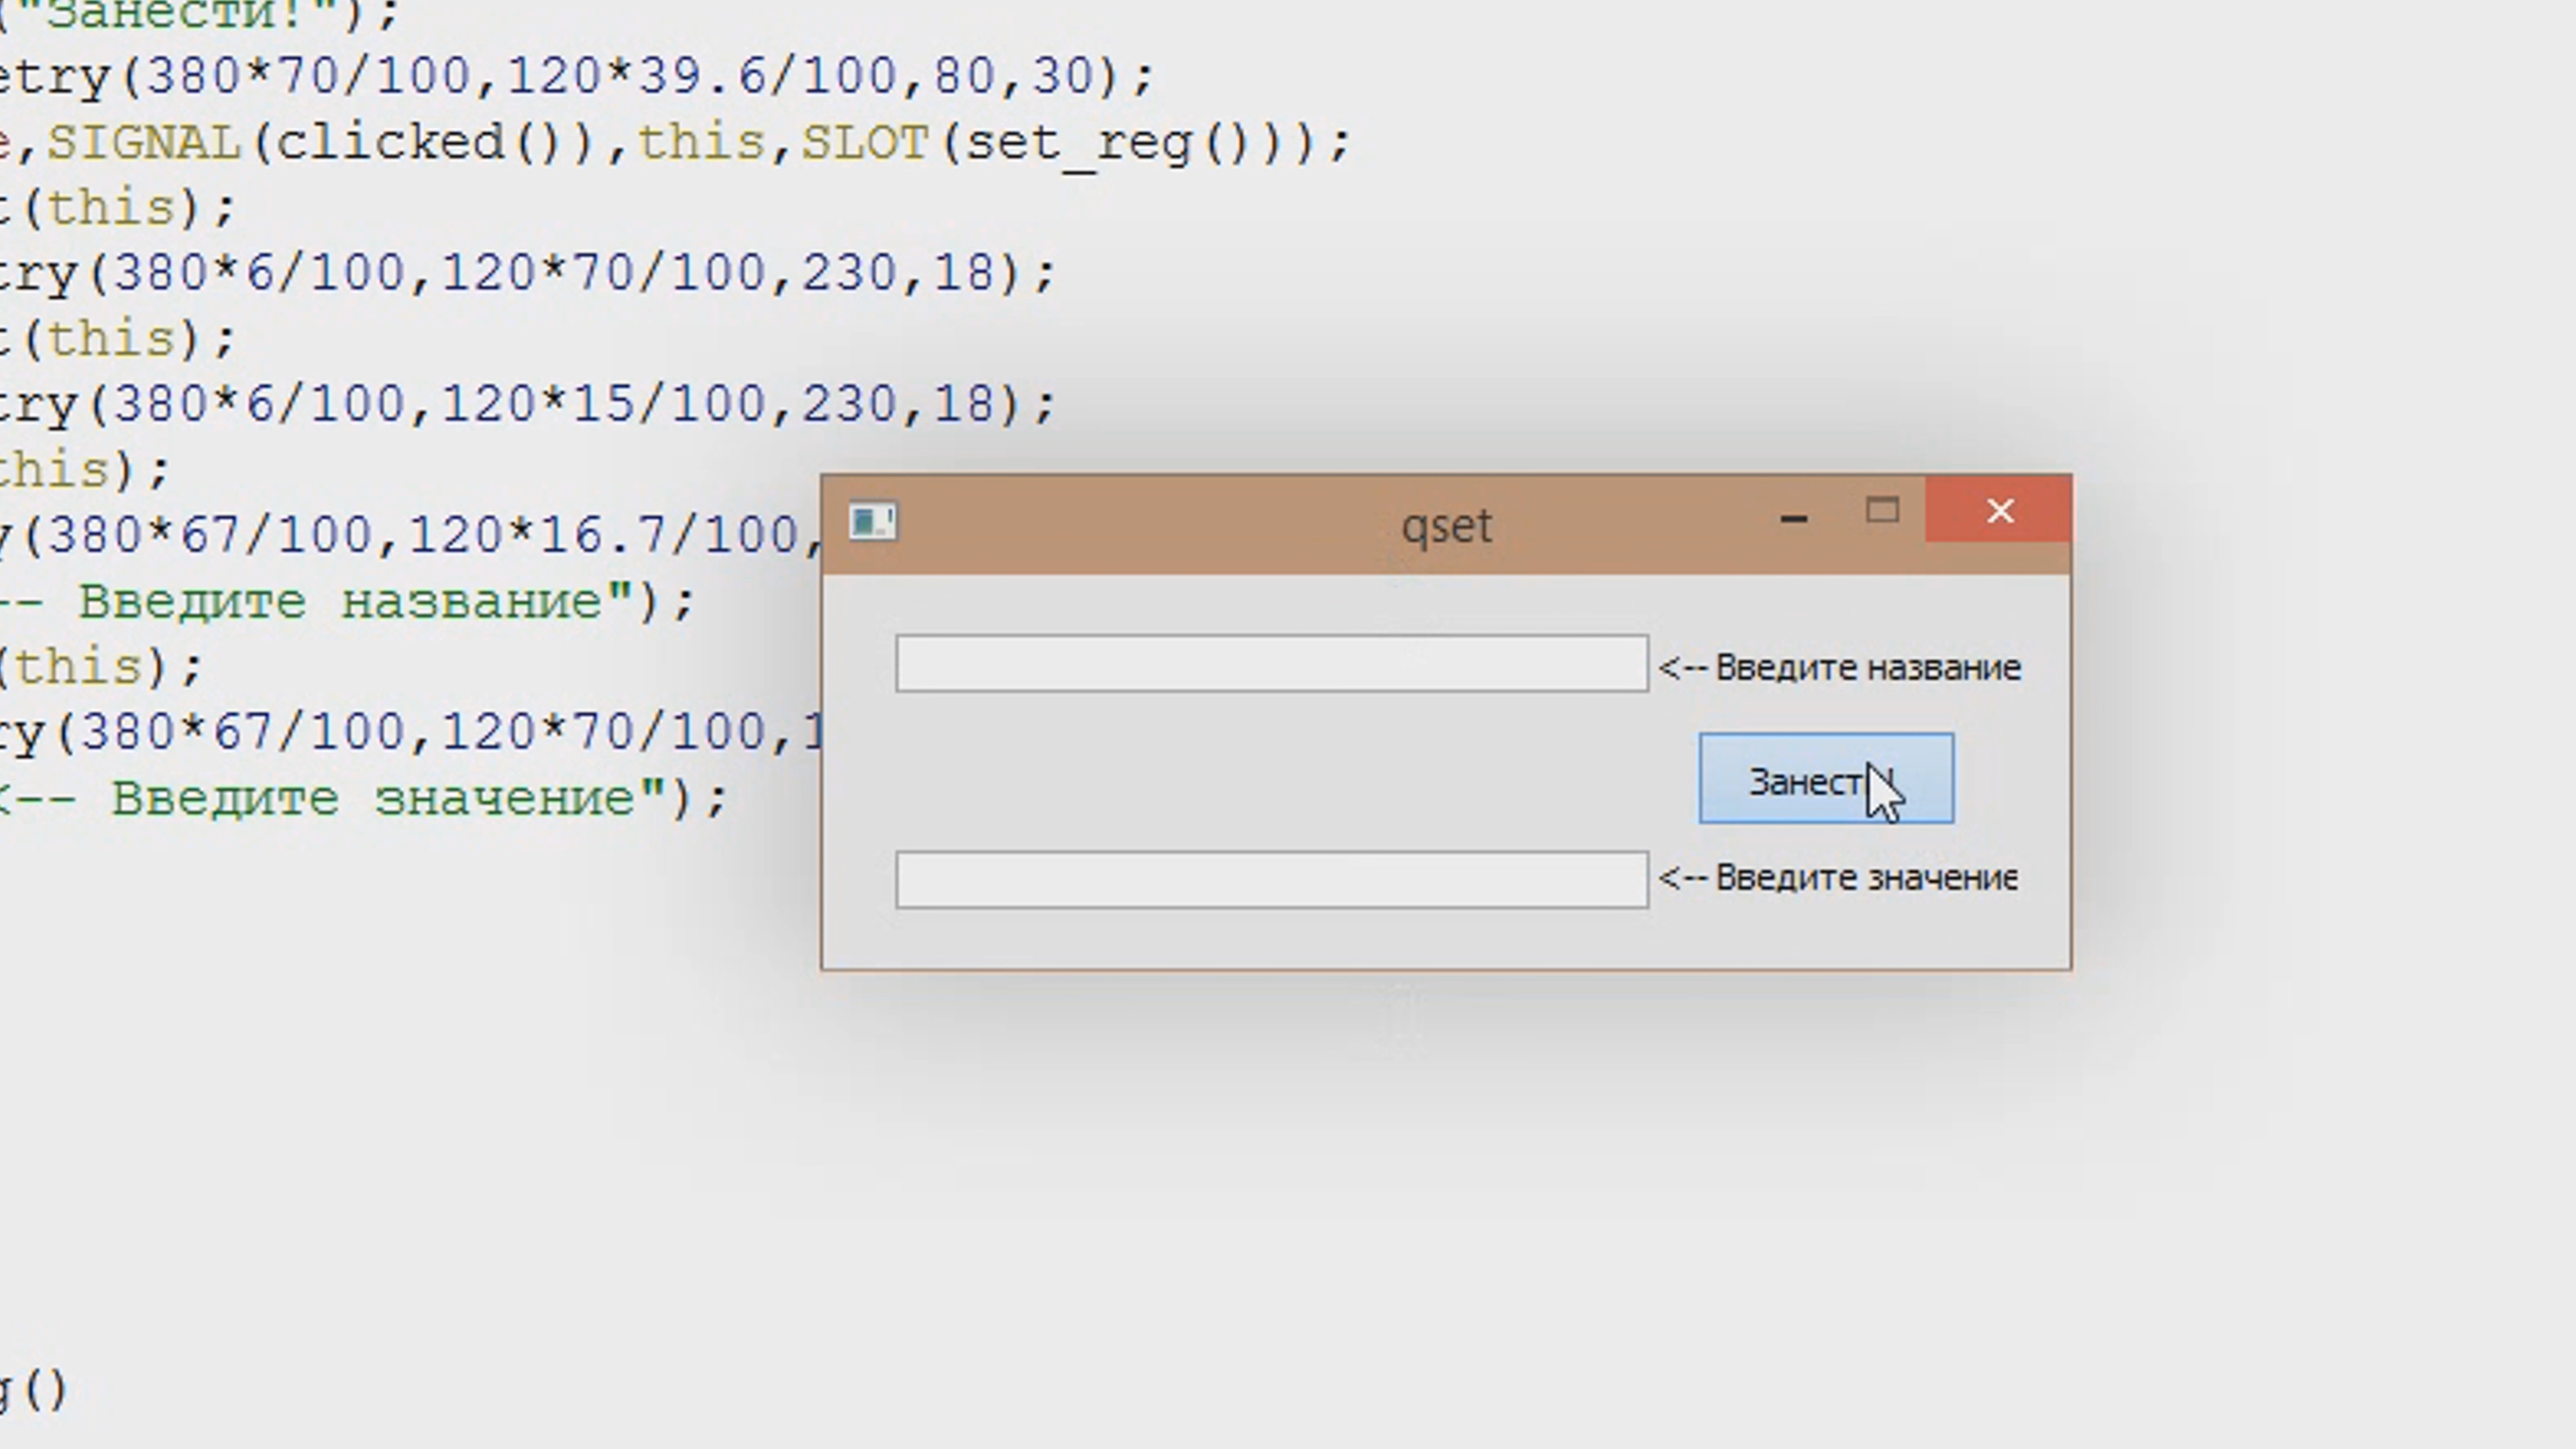 ("Занести!");
etry(380*70/100,120*39.6/100,80,30);
e,SIGNAL(clicked()),this,SLOT(set_reg()));
t(this);
try(380*6/100,120*70/100,230,18);
t(this);
try(380*6/100,120*15/100,230,18);
this);
y(380*67/100,120*16.7/100,
-- Введите название");
(this);
ry(380*67/100,120*70/100,1
<-- Введите значение");
g()
qset
<-- Введите название
<-- Введите значение